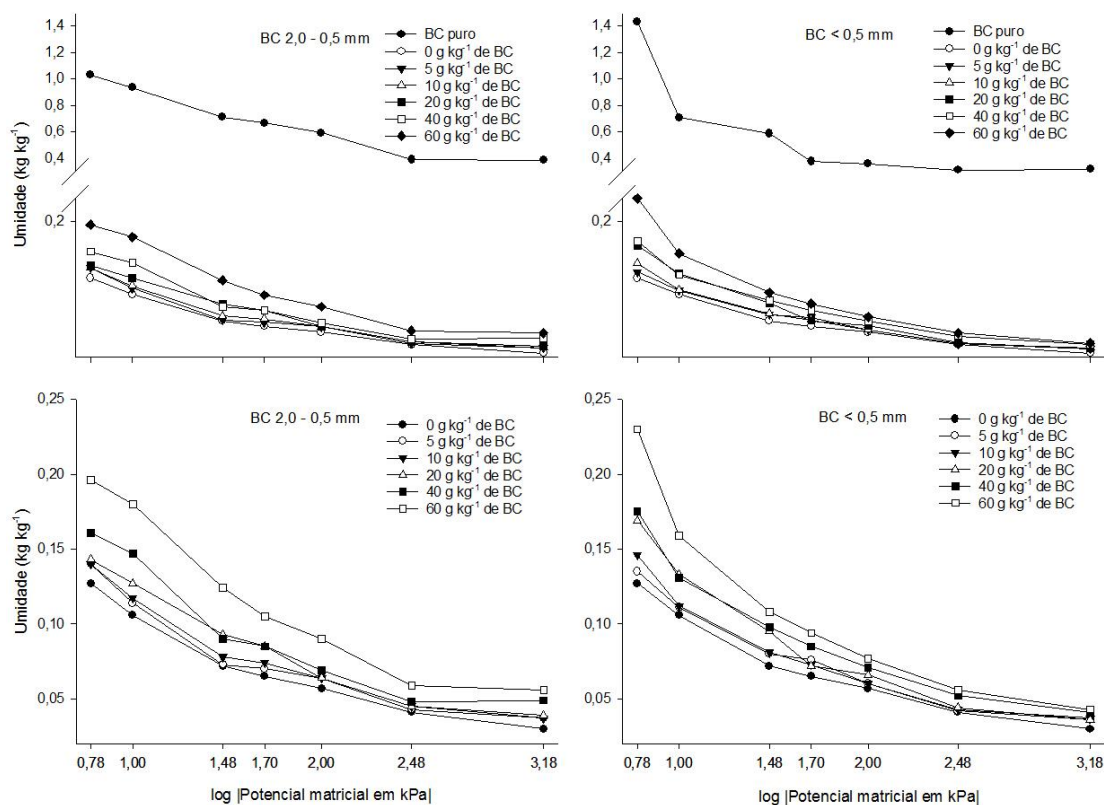 BC 2,0 - 0,5 mm
BC puro
0 g kg⁻¹ de BC
5 g kg⁻¹ de BC
10 g kg⁻¹ de BC
20 g kg⁻¹ de BC
40 g kg⁻¹ de BC
60 g kg⁻¹ de BC
Umidade (kg kg⁻¹)
1,4
1,2
1,0
0,8
0,6
0,4
0,2
BC < 0,5 mm
BC puro
0 g kg⁻¹ de BC
5 g kg⁻¹ de BC
10 g kg⁻¹ de BC
20 g kg⁻¹ de BC
40 g kg⁻¹ de BC
60 g kg⁻¹ de BC
Umidade (kg kg⁻¹)
1,4
1,2
1,0
0,8
0,6
0,4
0,2
BC 2,0 - 0,5 mm
0 g kg⁻¹ de BC
5 g kg⁻¹ de BC
10 g kg⁻¹ de BC
20 g kg⁻¹ de BC
40 g kg⁻¹ de BC
60 g kg⁻¹ de BC
Umidade (kg kg⁻¹)
0,25
0,20
0,15
0,10
0,05
0,78 1,00 1,48 1,70 2,00 2,48 3,18
log |Potencial matricial em kPa|
BC < 0,5 mm
0 g kg⁻¹ de BC
5 g kg⁻¹ de BC
10 g kg⁻¹ de BC
20 g kg⁻¹ de BC
40 g kg⁻¹ de BC
60 g kg⁻¹ de BC
Umidade (kg kg⁻¹)
0,25
0,20
0,15
0,10
0,05
0,78 1,00 1,48 1,70 2,00 2,48 3,18
log |Potencial matricial em kPa|